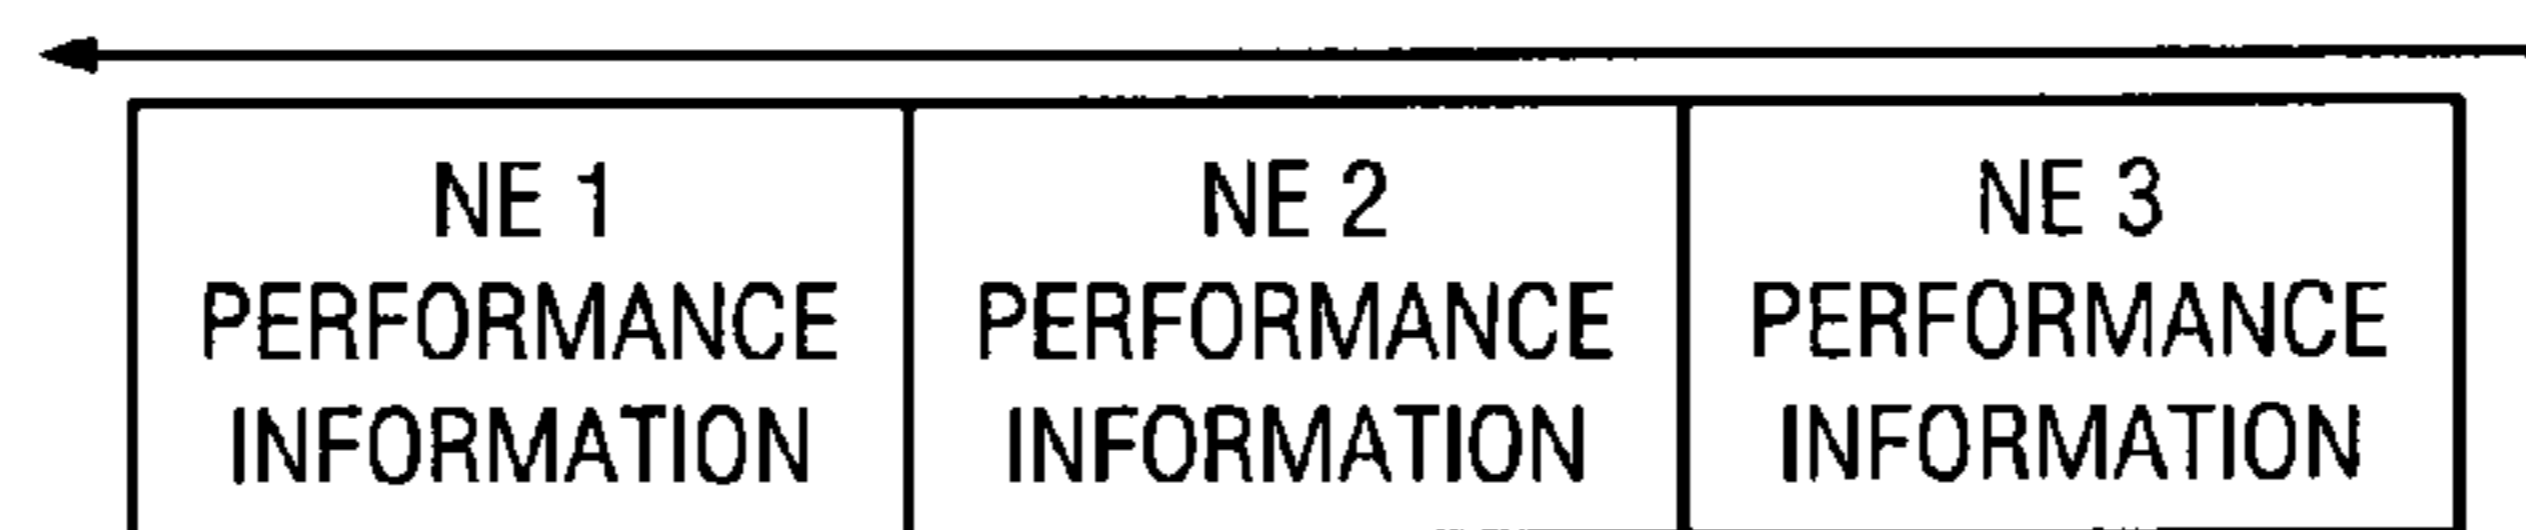 NE 1
PERFORMANCE
INFORMATION
NE 2
PERFORMANCE
INFORMATION
NE 3
PERFORMANCE
INFORMATION